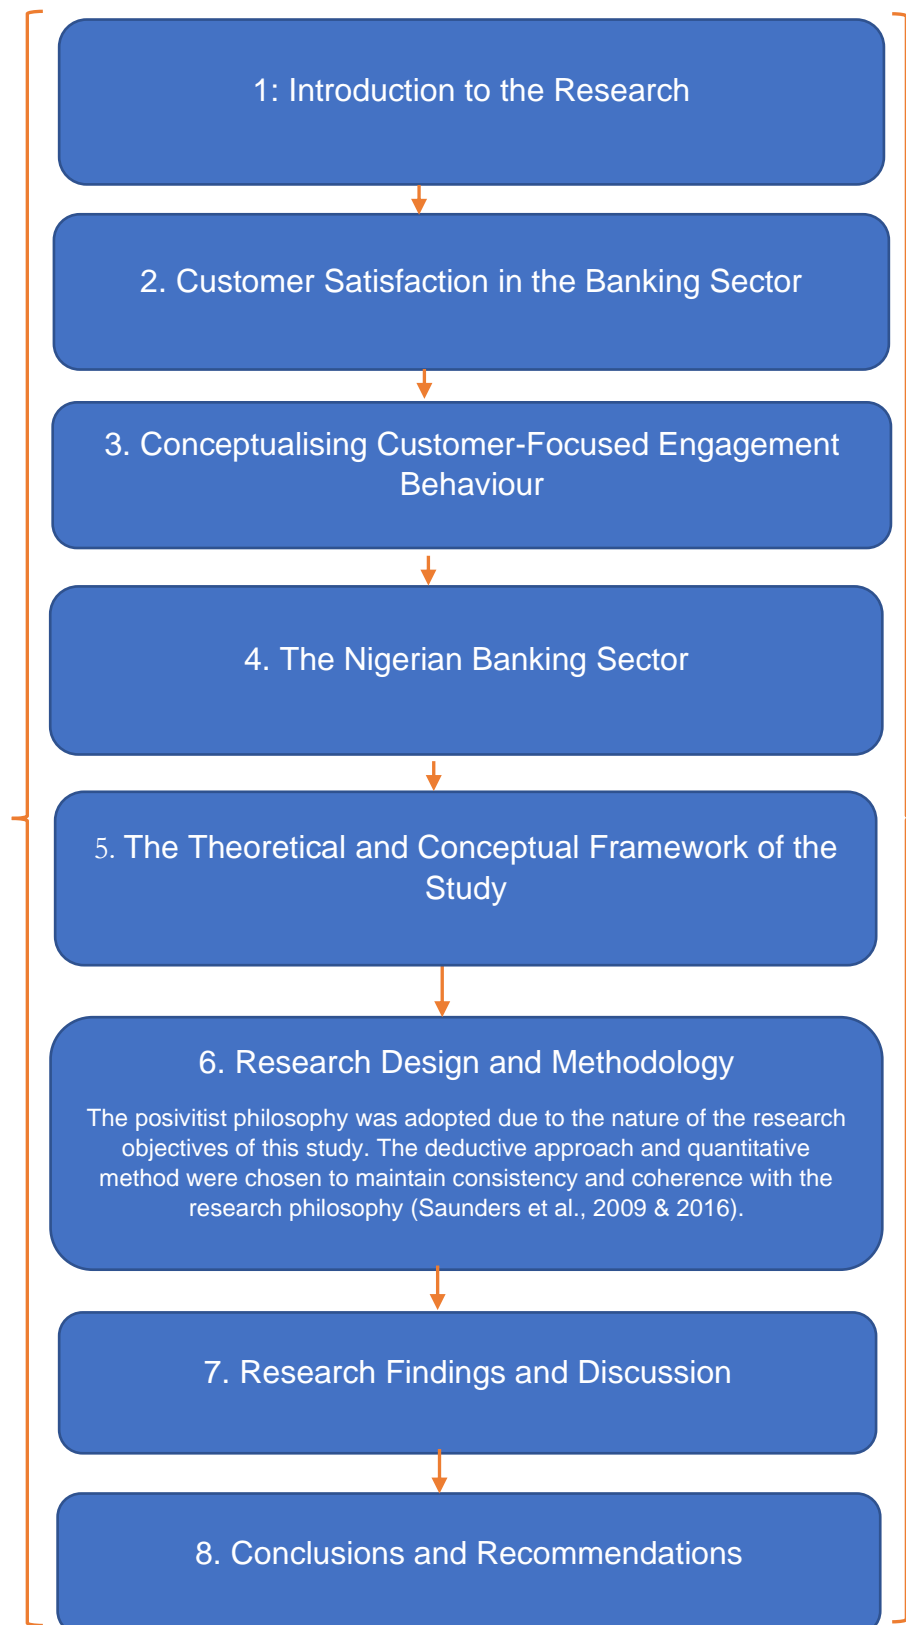 1: Introduction to the Research
2. Customer Satisfaction in the Banking Sector
3. Conceptualising Customer-Focused Engagement
Behaviour
4. The Nigerian Banking Sector
5. The Theoretical and Conceptual Framework of the
Study
6. Research Design and Methodology
The posivitist philosophy was adopted due to the nature of the research
objectives of this study. The deductive approach and quantitative
method were chosen to maintain consistency and coherence with the
research philosophy (Saunders et al., 2009 & 2016).
7. Research Findings and Discussion
8. Conclusions and Recommendations